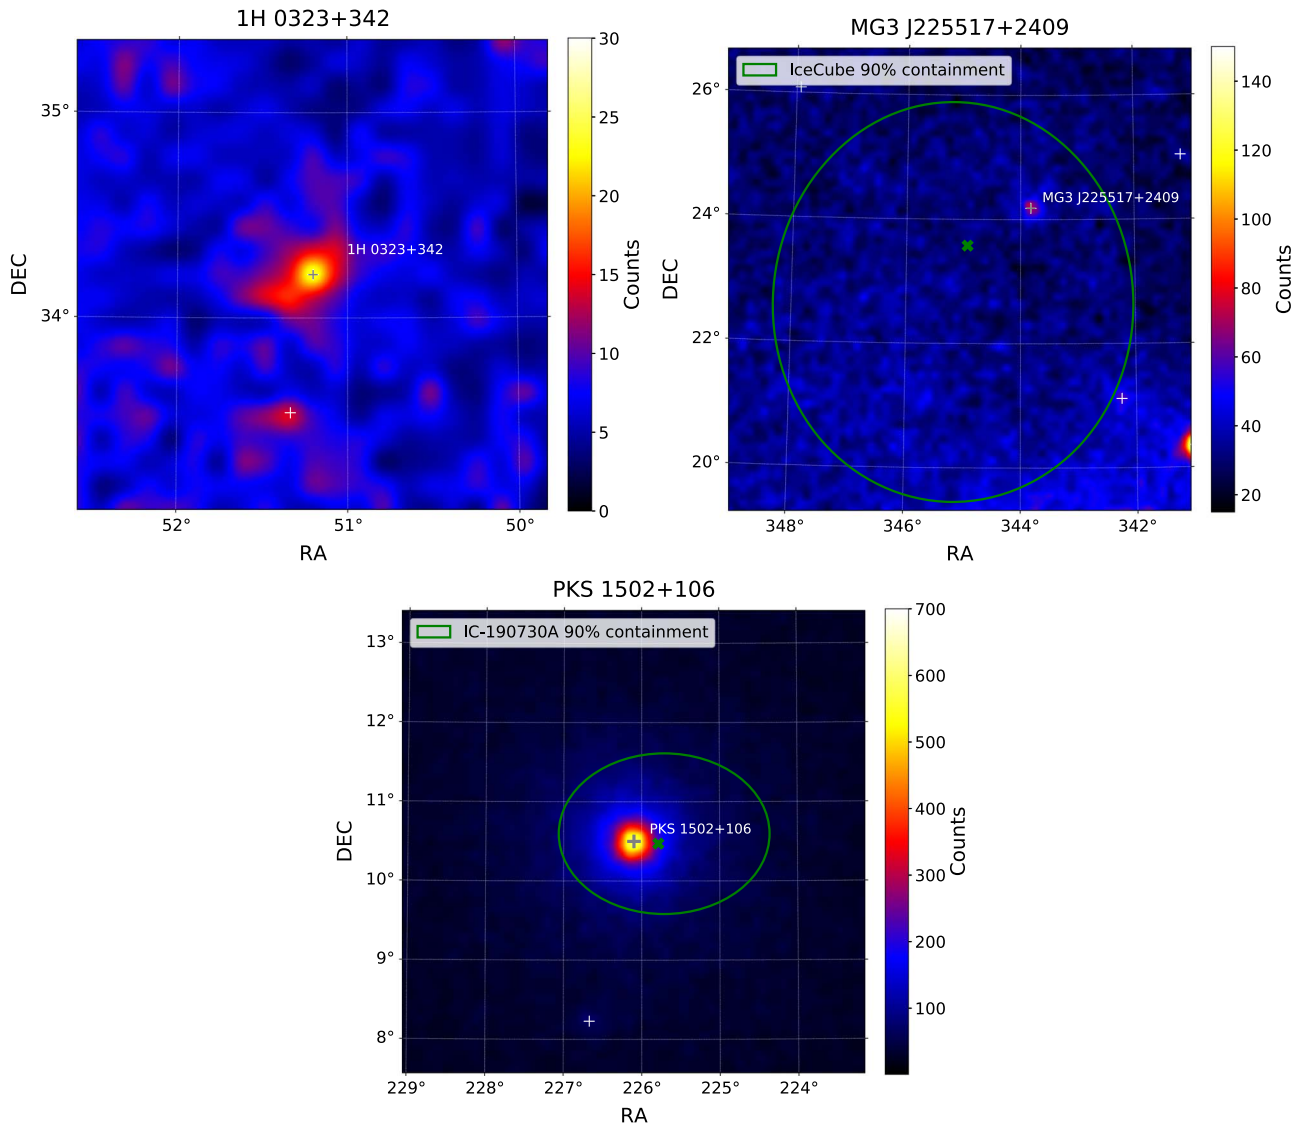 1H 0323+342
35°
34°
DEC
1H 0323+342
52°
51°
50°
RA
30
25
20
15
10
5
0
Counts
MG3 J225517+2409
IceCube 90% containment
26°
24°
22°
20°
DEC
MG3 J225517+2409
348°
346°
344°
342°
RA
140
120
100
80
60
40
20
Counts
PKS 1502+106
IC-190730A 90% containment
13°
12°
11°
10°
9°
8°
DEC
PKS 1502+106
229°
228°
227°
226°
225°
224°
RA
700
600
500
400
300
200
100
Counts